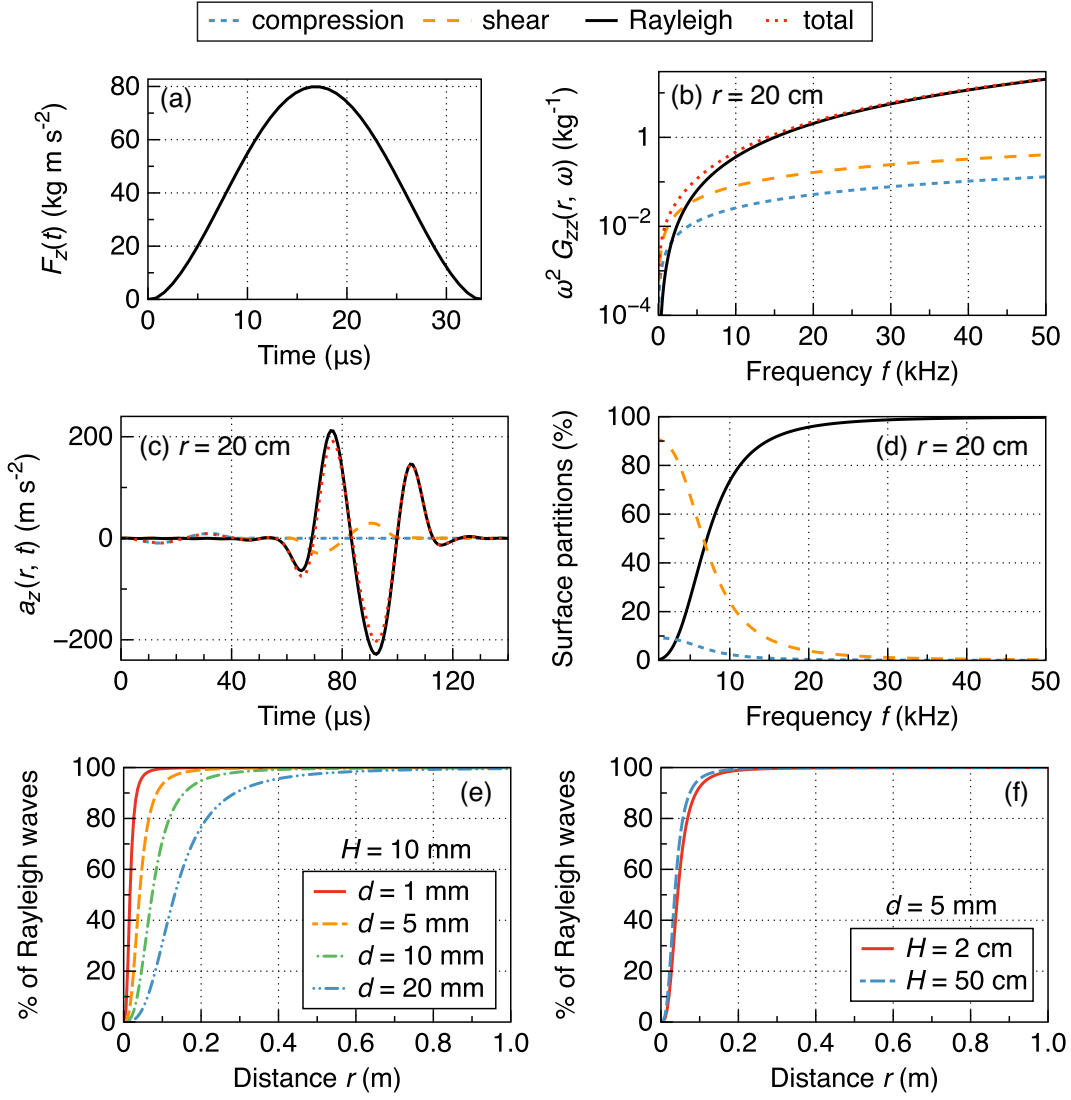 compression shear Rayleigh total
(a)
F_z(t) (kg m s⁻²)
80
60
40
20
0
0 10 20 30
Time (μs)
(b) r = 20 cm
ω² G_zz(r, ω) (kg⁻¹)
1
10⁻²
10⁻⁴
0 10 20 30 40 50
Frequency f (kHz)
(c) r = 20 cm
a_z(r, t) (m s⁻²)
200
0
−200
0 40 80 120
Time (μs)
(d) r = 20 cm
Surface partitions (%)
100
80
60
40
20
0
0 10 20 30 40 50
Frequency f (kHz)
(e)
% of Rayleigh waves
100
80
60
40
20
0
H = 10 mm
d = 1 mm
d = 5 mm
d = 10 mm
d = 20 mm
0 0.2 0.4 0.6 0.8 1.0
Distance r (m)
(f)
% of Rayleigh waves
100
80
60
40
20
0
d = 5 mm
H = 2 cm
H = 50 cm
0 0.2 0.4 0.6 0.8 1.0
Distance r (m)